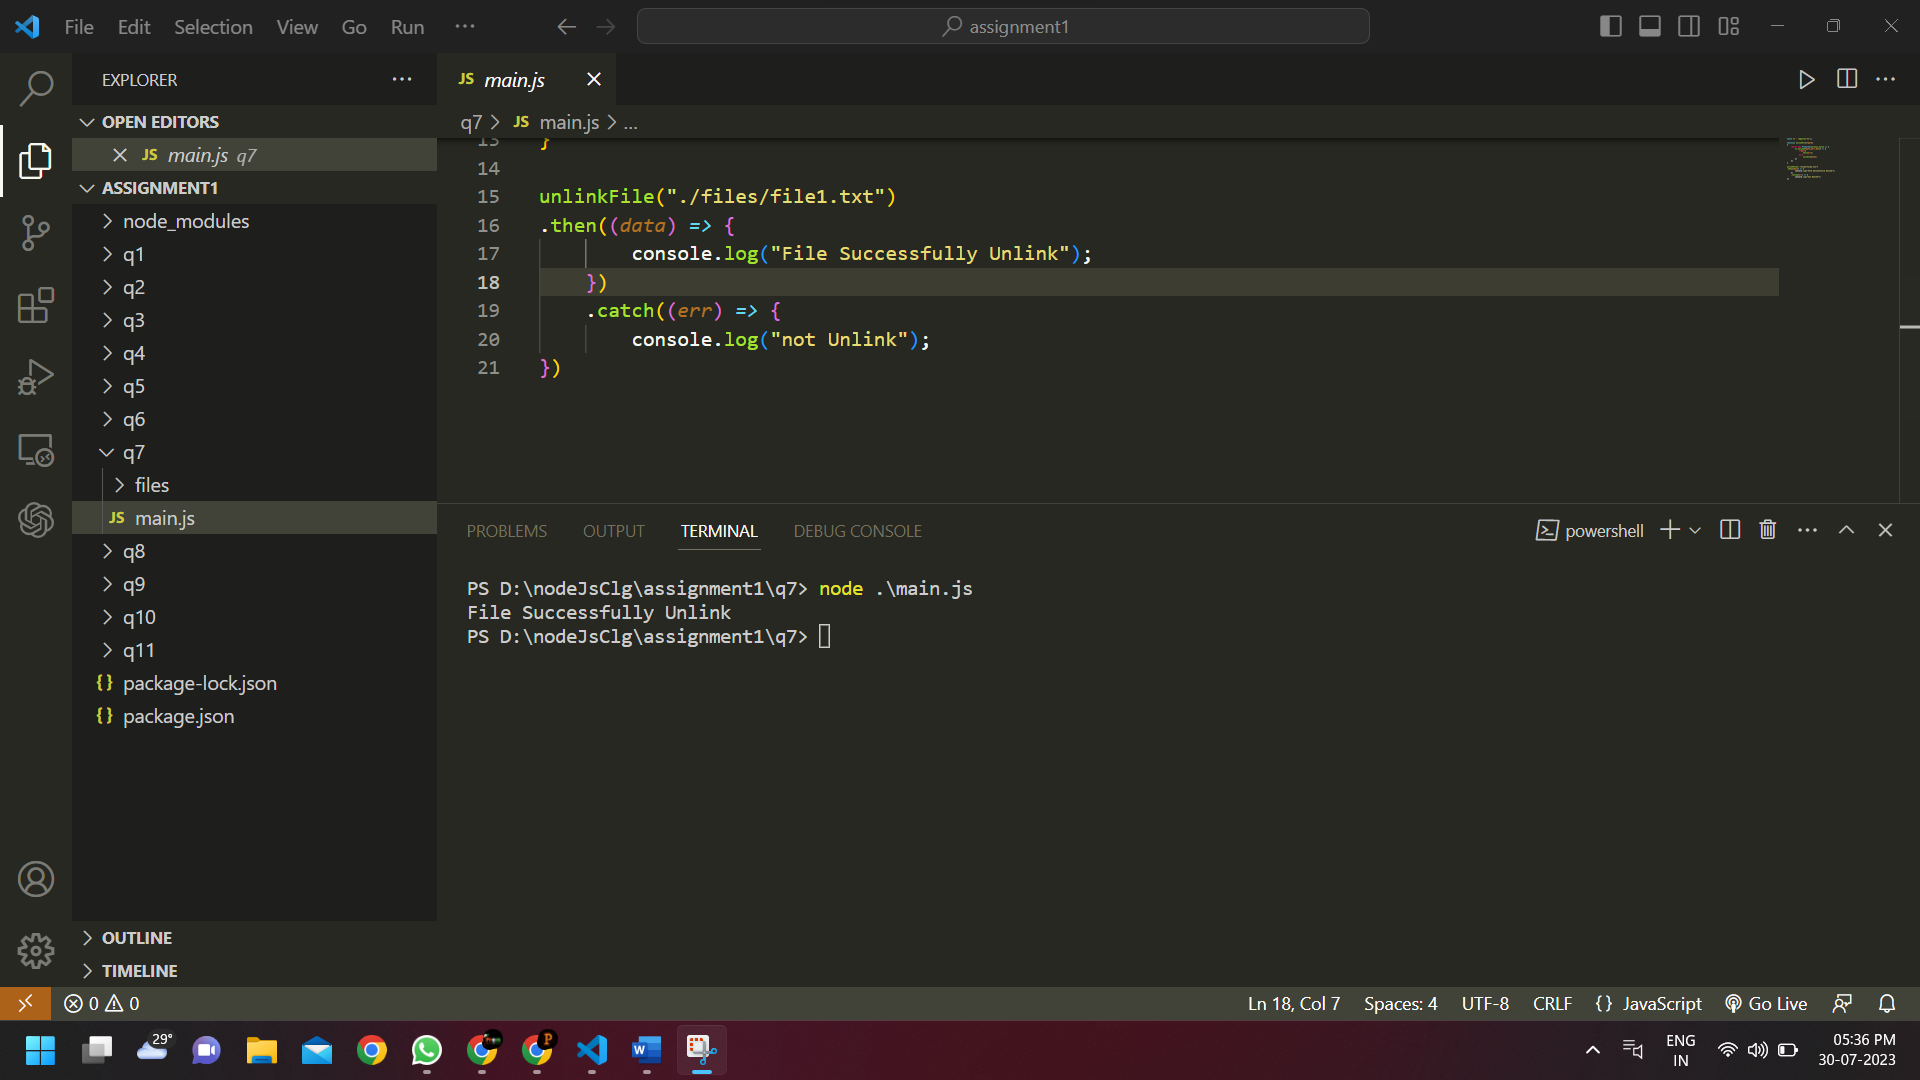 File Edit Selection View Go Run ···
assignment1
EXPLORER
JS main.js
OPEN EDITORS
JS main.js q7
ASSIGNMENT1
node_modules
q1
q2
q3
q4
q5
q6
q7
files
JS main.js
q8
q9
q10
q11
{} package-lock.json
{} package.json
OUTLINE
TIMELINE
q7 > JS main.js > ...
13 }
14
15 unlinkFile("./files/file1.txt")
16 .then((data) => {
17 console.log("File Successfully Unlink");
18 })
19 .catch((err) => {
20 console.log("not Unlink");
21 })
PROBLEMS OUTPUT TERMINAL DEBUG CONSOLE
powershell
PS D:\nodeJsClg\assignment1\q7> node .\main.js
File Successfully Unlink
PS D:\nodeJsClg\assignment1\q7>
0 0
Ln 18, Col 7 Spaces: 4 UTF-8 CRLF {} JavaScript Go Live
29°
P
W
ENG
IN
05:36 PM
30-07-2023